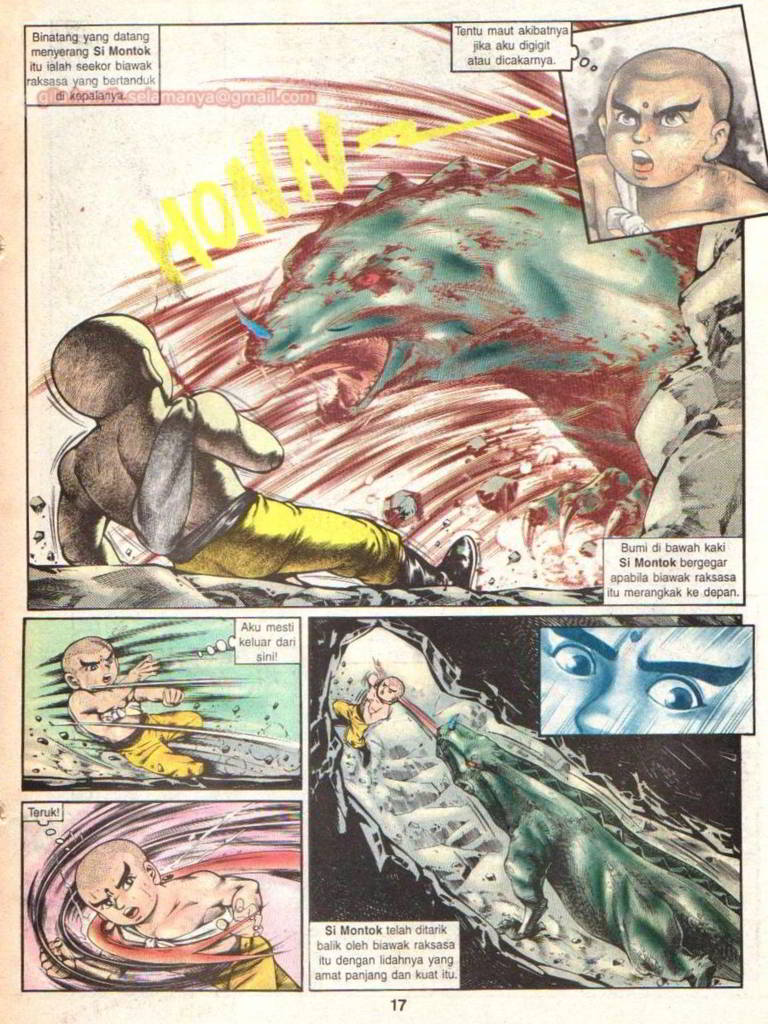 Binatang yang datang
menyerang Si Montok
itu ialah seekor biawak
raksasa yang bertanduk
di kepalanya.
selamanya@gmail.com
Tentu maut akibatnya
jika aku digigit
atau dicakarnya.
HONN
Bumi di bawah kaki
Si Montok bergegar
apabila biawak raksasa
itu merangkak ke depan.
Aku mesti
keluar dari
sini!
Teruk!
Si Montok telah ditarik
balik oleh biawak raksasa
itu dengan lidahnya yang
amat panjang dan kuat itu.
17